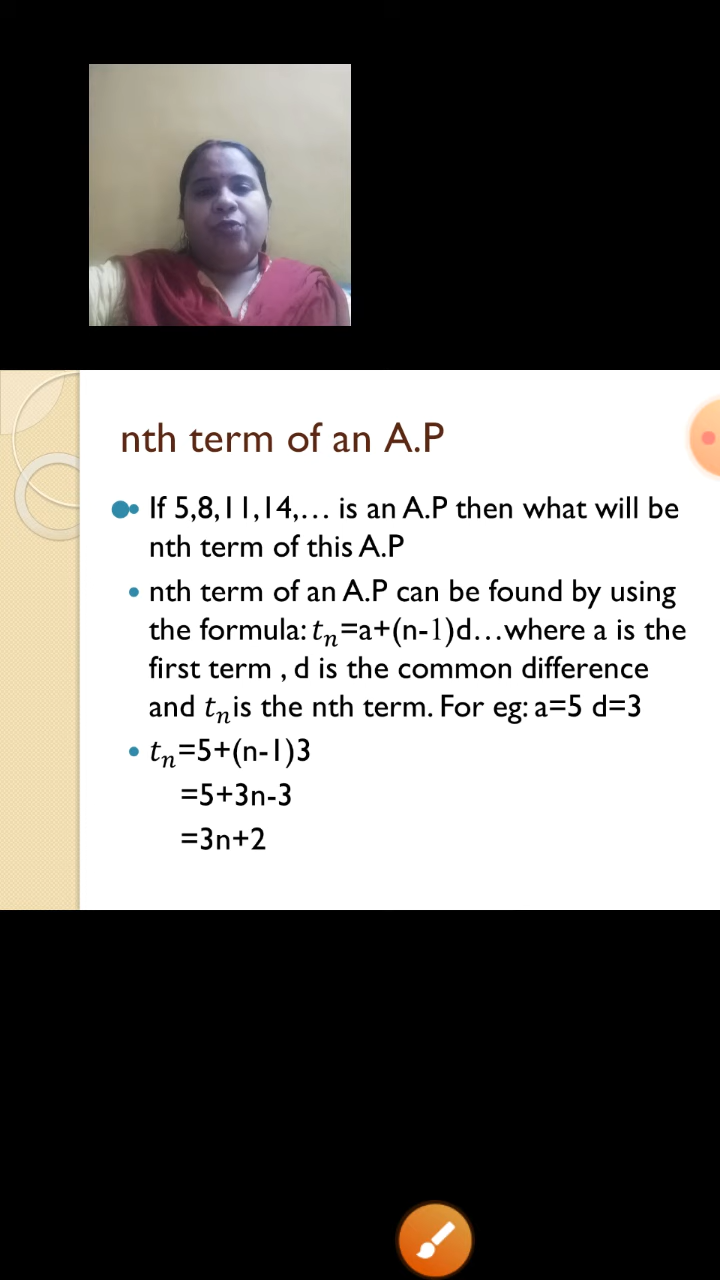 nth term of an A.P
If 5,8,11,14,... is an A.P then what will be
nth term of this A.P
nth term of an A.P can be found by using
the formula: tₙ=a+(n-1)d...where a is the
first term , d is the common difference
and tₙis the nth term. For eg: a=5 d=3
tₙ=5+(n-1)3
=5+3n-3
=3n+2